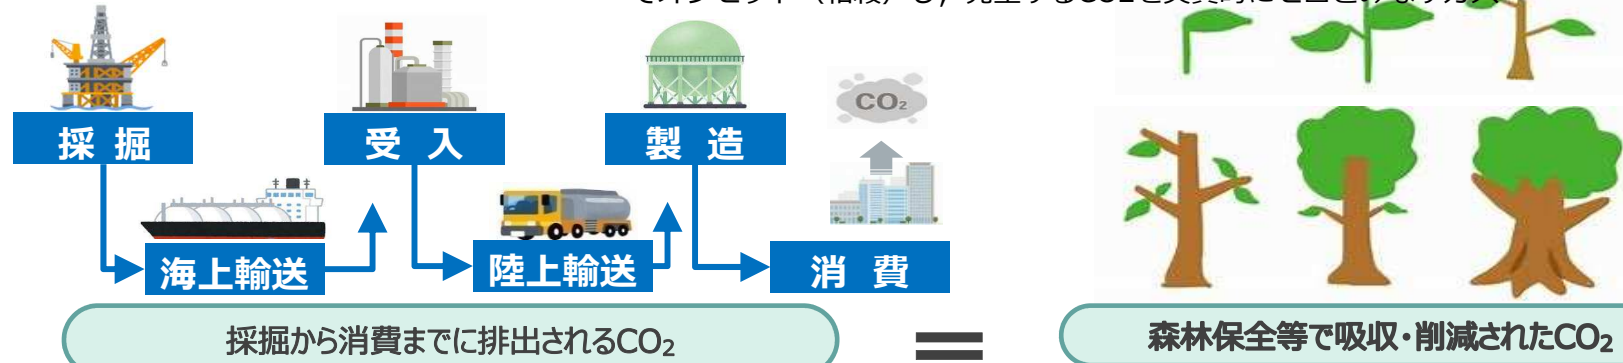 採 掘
受 入
製 造
CO₂
海上輸送
陸上輸送
消 費
採掘から消費までに排出されるCO₂
=
森林保全等で吸収・削減されたCO₂